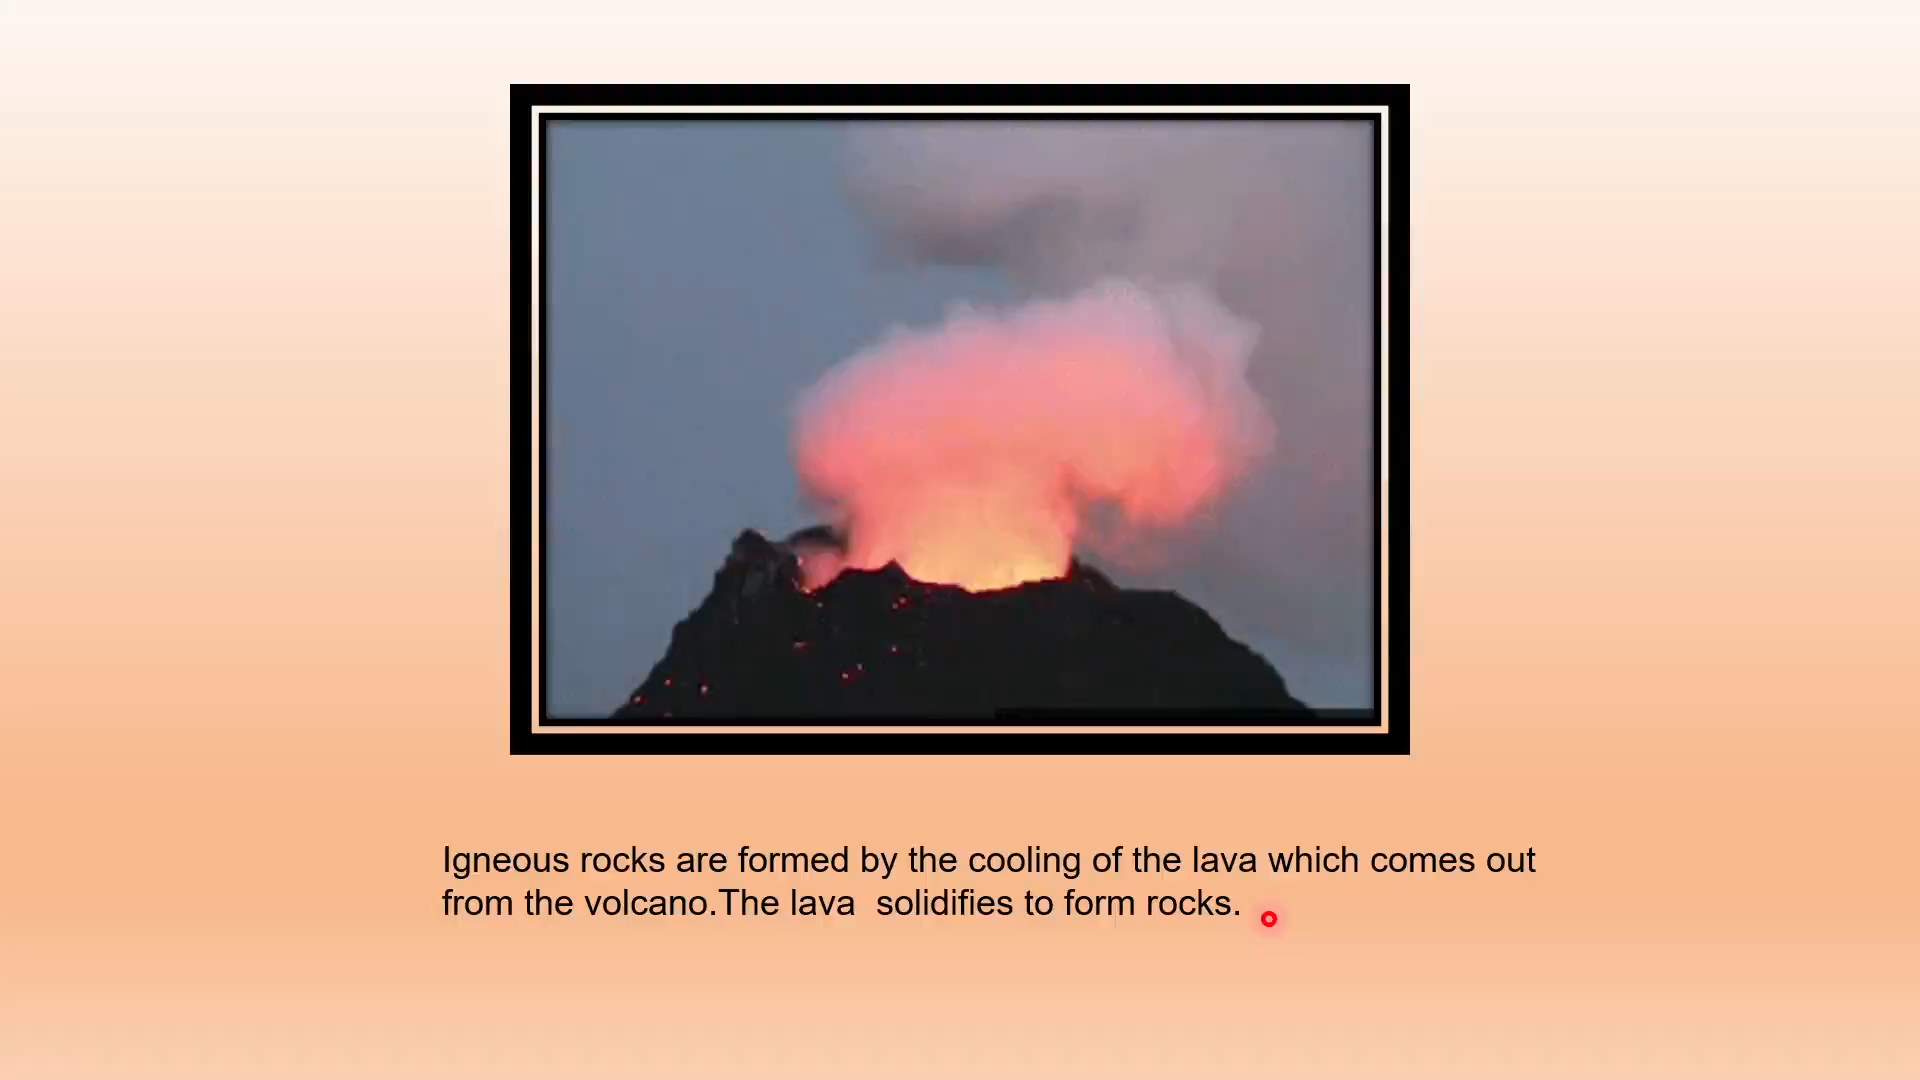 Igneous rocks are formed by the cooling of the lava which comes out
from the volcano.The lava  solidifies to form rocks.